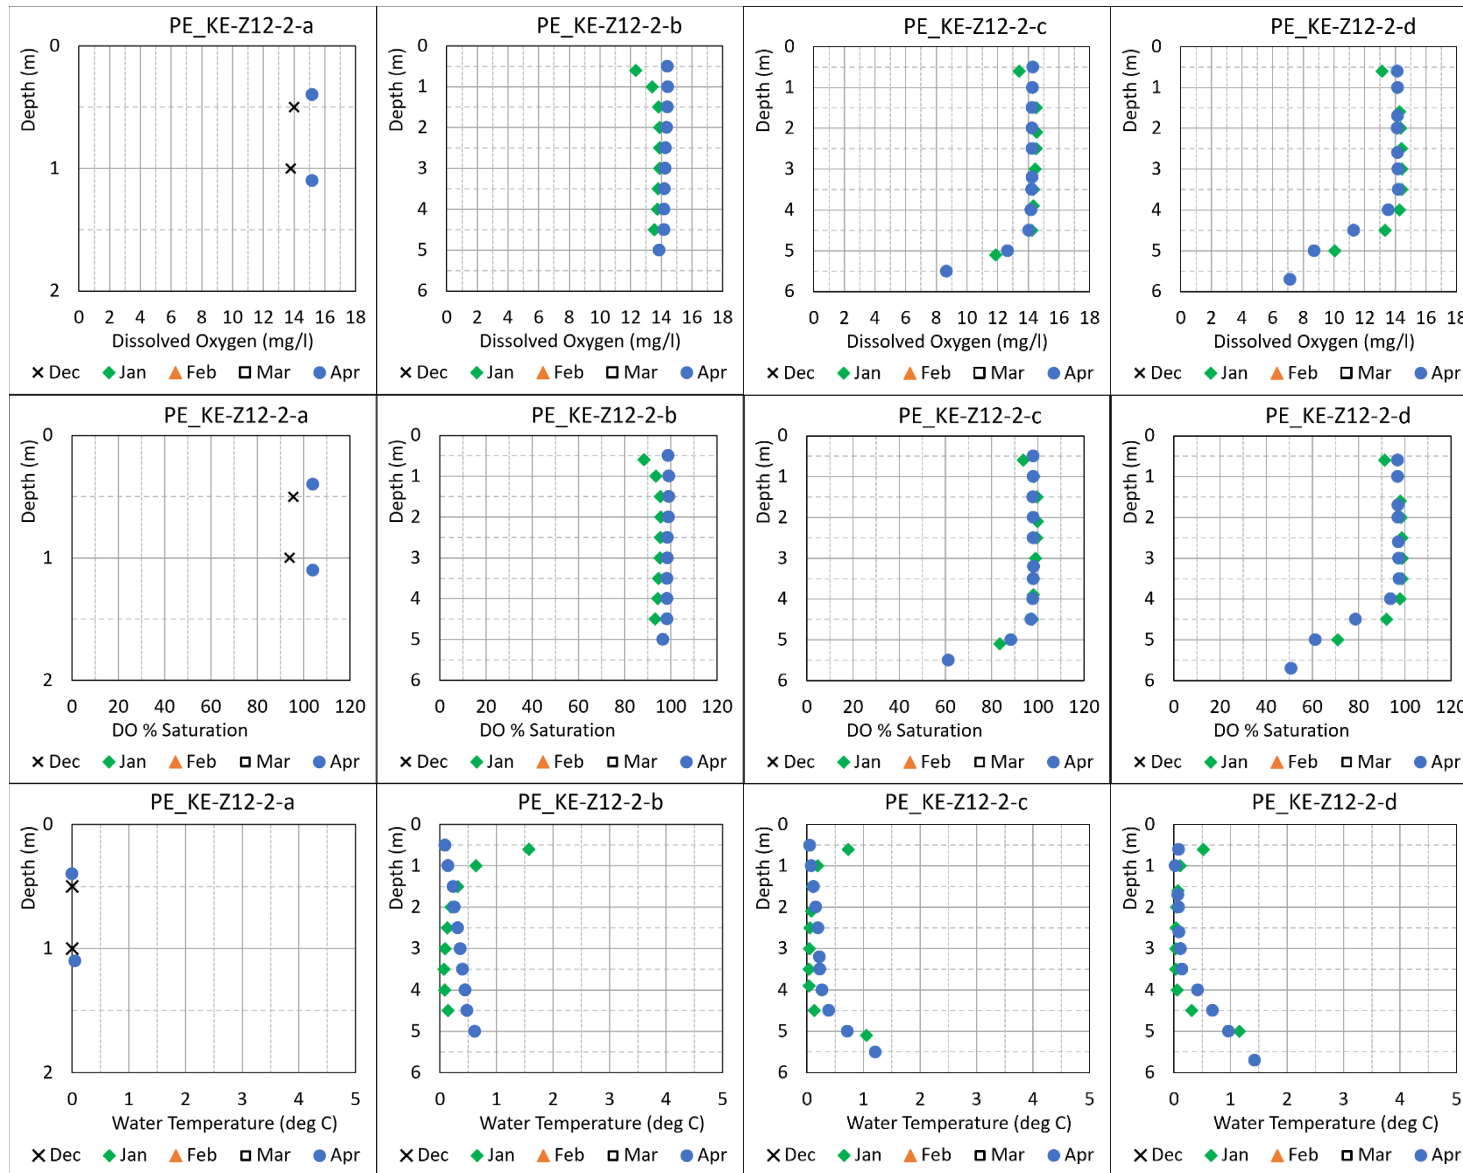 PE_KE-Z12-2-a
0
1
2
Depth (m)
0 2 4 6 8 10 12 14 16 18
Dissolved Oxygen (mg/l)
Dec Jan Feb Mar Apr
PE_KE-Z12-2-b
0
1
2
3
4
5
6
Depth (m)
0 2 4 6 8 10 12 14 16 18
Dissolved Oxygen (mg/l)
Dec Jan Feb Mar Apr
PE_KE-Z12-2-c
0
1
2
3
4
5
6
Depth (m)
0 2 4 6 8 10 12 14 16 18
Dissolved Oxygen (mg/l)
Dec Jan Feb Mar Apr
PE_KE-Z12-2-d
0
1
2
3
4
5
6
Depth (m)
0 2 4 6 8 10 12 14 16 18
Dissolved Oxygen (mg/l)
Dec Jan Feb Mar Apr
PE_KE-Z12-2-a
0
1
2
Depth (m)
0 20 40 60 80 100 120
DO % Saturation
Dec Jan Feb Mar Apr
PE_KE-Z12-2-b
0
1
2
3
4
5
6
Depth (m)
0 20 40 60 80 100 120
DO % Saturation
Dec Jan Feb Mar Apr
PE_KE-Z12-2-c
0
1
2
3
4
5
6
Depth (m)
0 20 40 60 80 100 120
DO % Saturation
Dec Jan Feb Mar Apr
PE_KE-Z12-2-d
0
1
2
3
4
5
6
Depth (m)
0 20 40 60 80 100 120
DO % Saturation
Dec Jan Feb Mar Apr
PE_KE-Z12-2-a
0
1
2
Depth (m)
0 1 2 3 4 5
Water Temperature (deg C)
Dec Jan Feb Mar Apr
PE_KE-Z12-2-b
0
1
2
3
4
5
6
Depth (m)
0 1 2 3 4 5
Water Temperature (deg C)
Dec Jan Feb Mar Apr
PE_KE-Z12-2-c
0
1
2
3
4
5
6
Depth (m)
0 1 2 3 4 5
Water Temperature (deg C)
Dec Jan Feb Mar Apr
PE_KE-Z12-2-d
0
1
2
3
4
5
6
Depth (m)
0 1 2 3 4 5
Water Temperature (deg C)
Dec Jan Feb Mar Apr